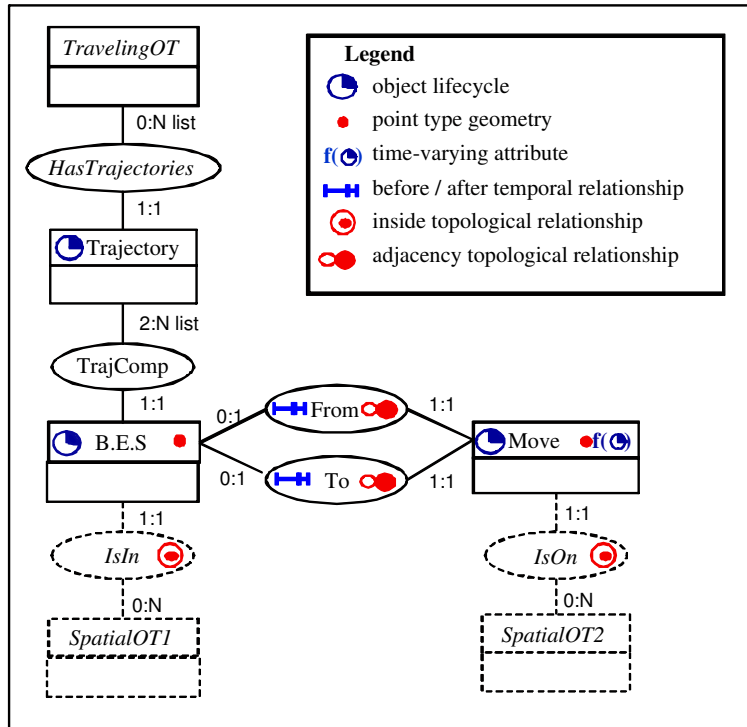 TravelingOT
0:N list
HasTrajectories
1:1
Trajectory
2:N list
TrajComp
1:1
B.E.S
0:1
From
1:1
0:1
To
1:1
Move
f( )
1:1
IsIn
0:N
SpatialOT1
1:1
IsOn
0:N
SpatialOT2
Legend
object lifecycle
point type geometry
f( ) time-varying attribute
before / after temporal relationship
inside topological relationship
adjacency topological relationship